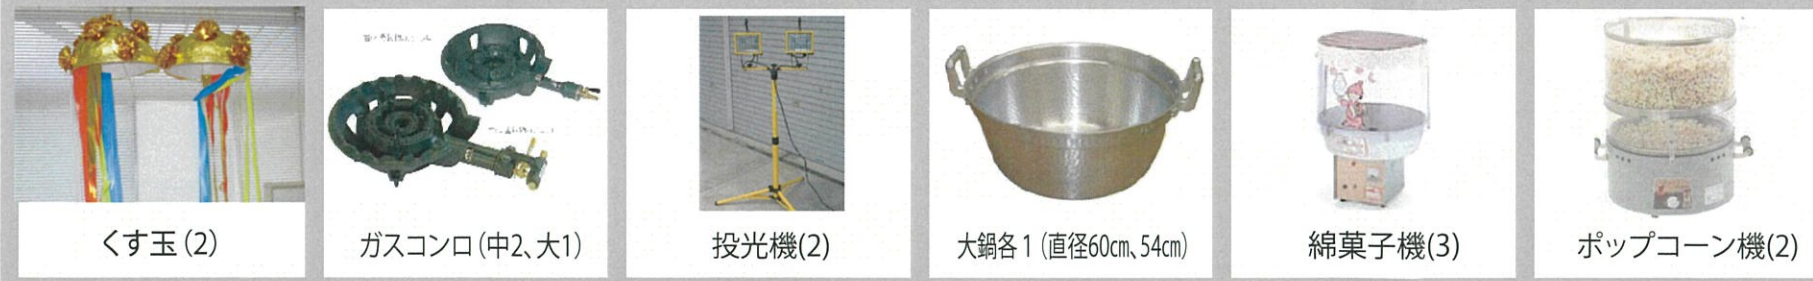 くす玉(2)
ガスコンロ(中2、大1)
投光機(2)
大鍋各1(直径60cm、54cm)
綿菓子機(3)
ポップコーン機(2)